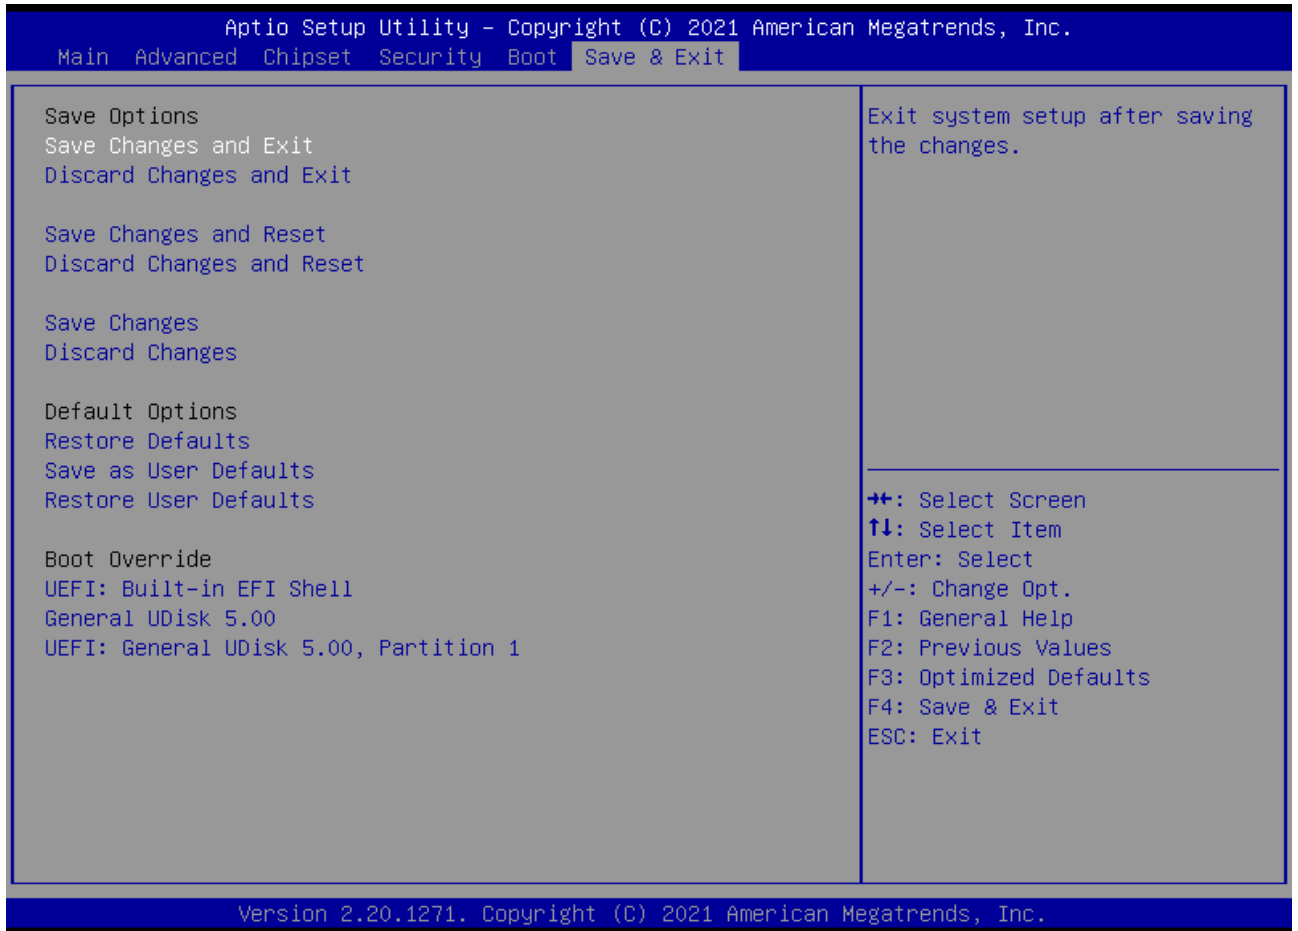 Aptio Setup Utility – Copyright (C) 2021 American Megatrends, Inc.
Main Advanced Chipset Security Boot Save & Exit
Save Options
Save Changes and Exit
Discard Changes and Exit
Save Changes and Reset
Discard Changes and Reset
Save Changes
Discard Changes
Default Options
Restore Defaults
Save as User Defaults
Restore User Defaults
Boot Override
UEFI: Built-in EFI Shell
General UDisk 5.00
UEFI: General UDisk 5.00, Partition 1
Exit system setup after saving
the changes.
→←: Select Screen
↑↓: Select Item
Enter: Select
+/-: Change Opt.
F1: General Help
F2: Previous Values
F3: Optimized Defaults
F4: Save & Exit
ESC: Exit
Version 2.20.1271. Copyright (C) 2021 American Megatrends, Inc.